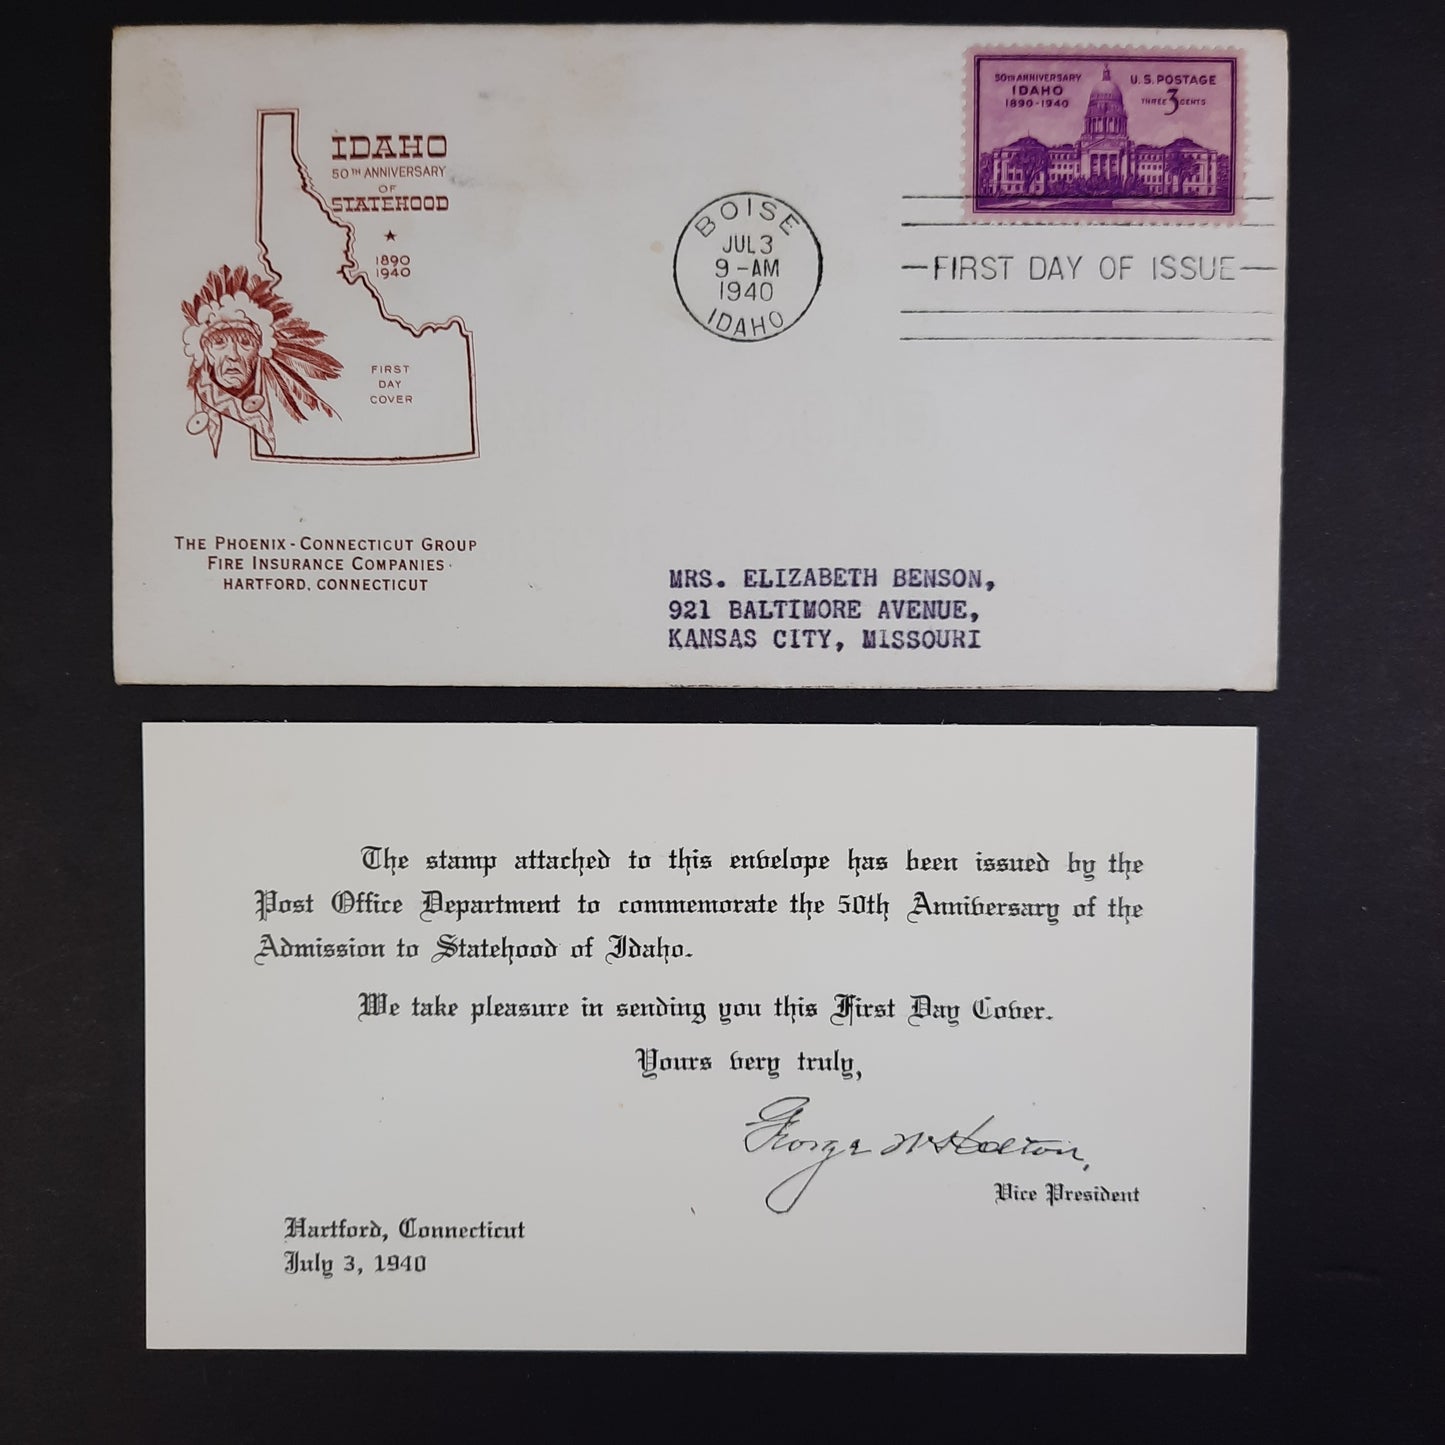 IDAHO
50TH ANNIVERSARY
OF
STATEHOOD
1890
1940
FIRST
DAY
COVER
THE PHOENIX-CONNECTICUT GROUP
FIRE INSURANCE COMPANIES
HARTFORD, CONNECTICUT
BOISE
JUL 3
9-AM
1940
IDAHO
50TH ANNIVERSARY
IDAHO
1890-1940
U.S. POSTAGE
THREE 3 CENTS
FIRST DAY OF ISSUE
MRS. ELIZABETH BENSON,
921 BALTIMORE AVENUE,
KANSAS CITY, MISSOURI
The stamp attached to this envelope has been issued by the
Post Office Department to commemorate the 50th Anniversary of the
Admission to Statehood of Idaho.
We take pleasure in sending you this First Day Cover.
Yours very truly,
George
Vice President
Hartford, Connecticut
July 3, 1940